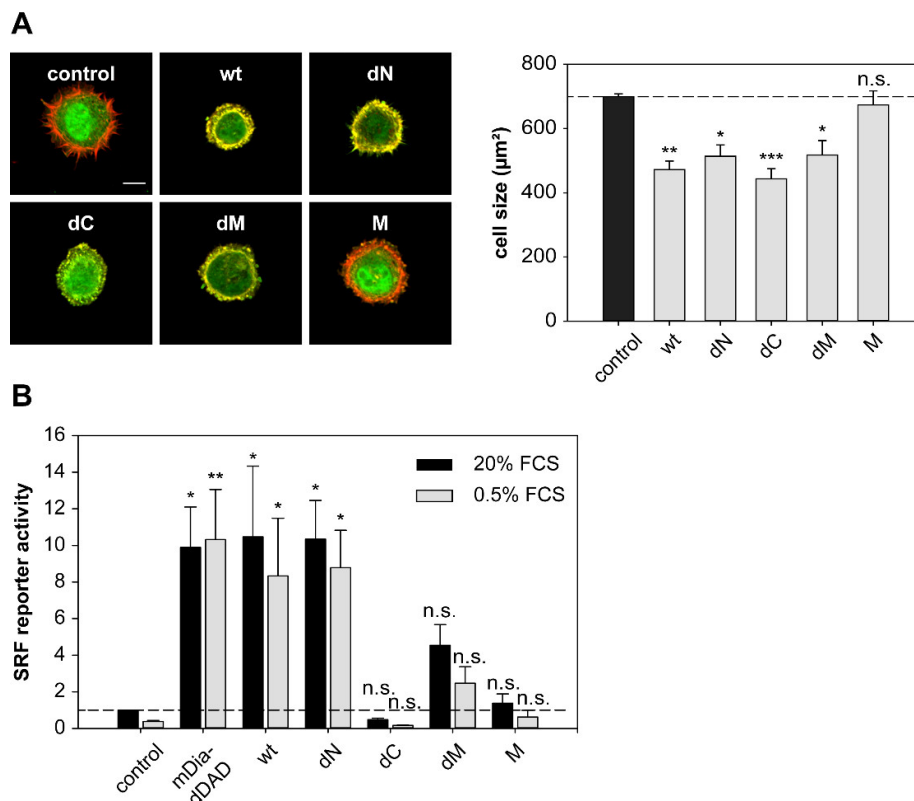 A
control
wt
dN
dC
dM
M
800
600
400
200
0
cell size (µm²)
**
*
***
*
n.s.
control
wt
dN
dC
dM
M
B
16
14
12
10
8
6
4
2
0
SRF reporter activity
20% FCS
0.5% FCS
*
**
*
*
*
*
n.s.
n.s.
n.s.
n.s.
n.s.
n.s.
control
mDia-
dDAD
wt
dN
dC
dM
M